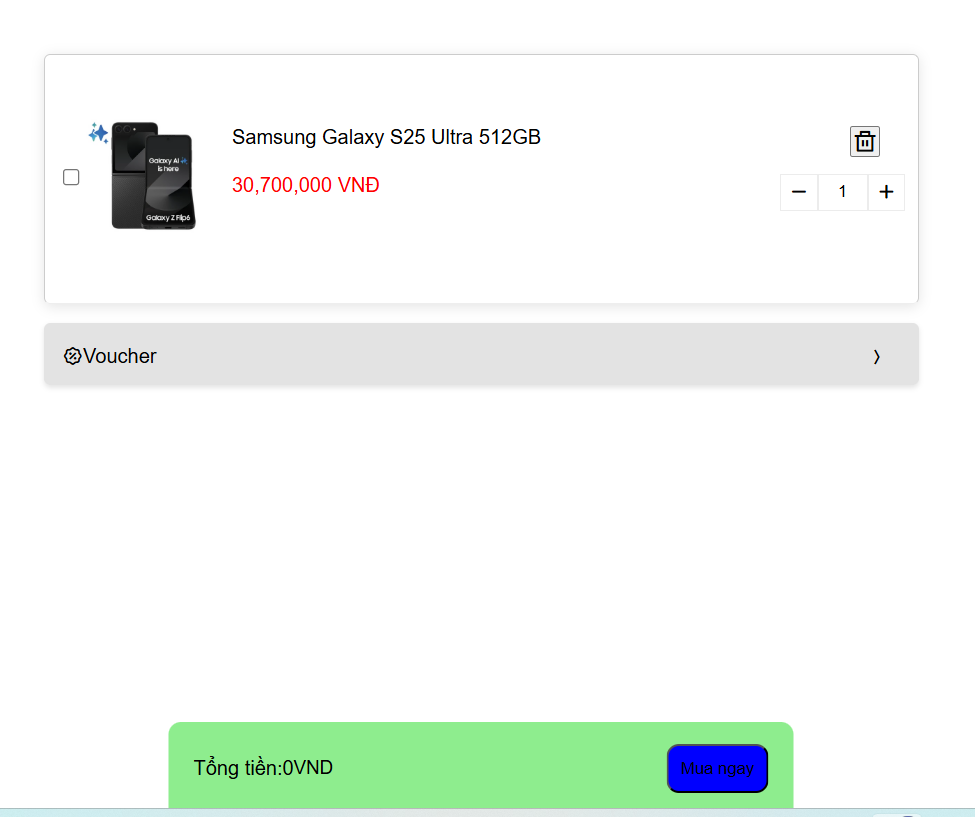 Samsung Galaxy S25 Ultra 512GB
Galaxy AI
is here
30,700,000 VNĐ
1
Galaxy Z Flip6
Voucher
Tổng tiền:0VND
Mua ngay